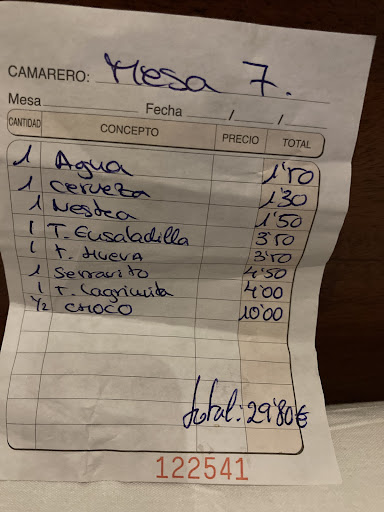 CAMARERO: Mesa 7.
Mesa Fecha / /
CANTIDAD CONCEPTO PRECIO TOTAL
1 Agua 1'50
1 Cerveza 1'30
1 Nestea 1'50
1 T. Ensaladilla 3'50
1 T. Hueva 3'50
1 Serranito 4'50
1 T. Lagrimita 4'00
1/2 CHOCO 10'00
total: 29'80€
122541